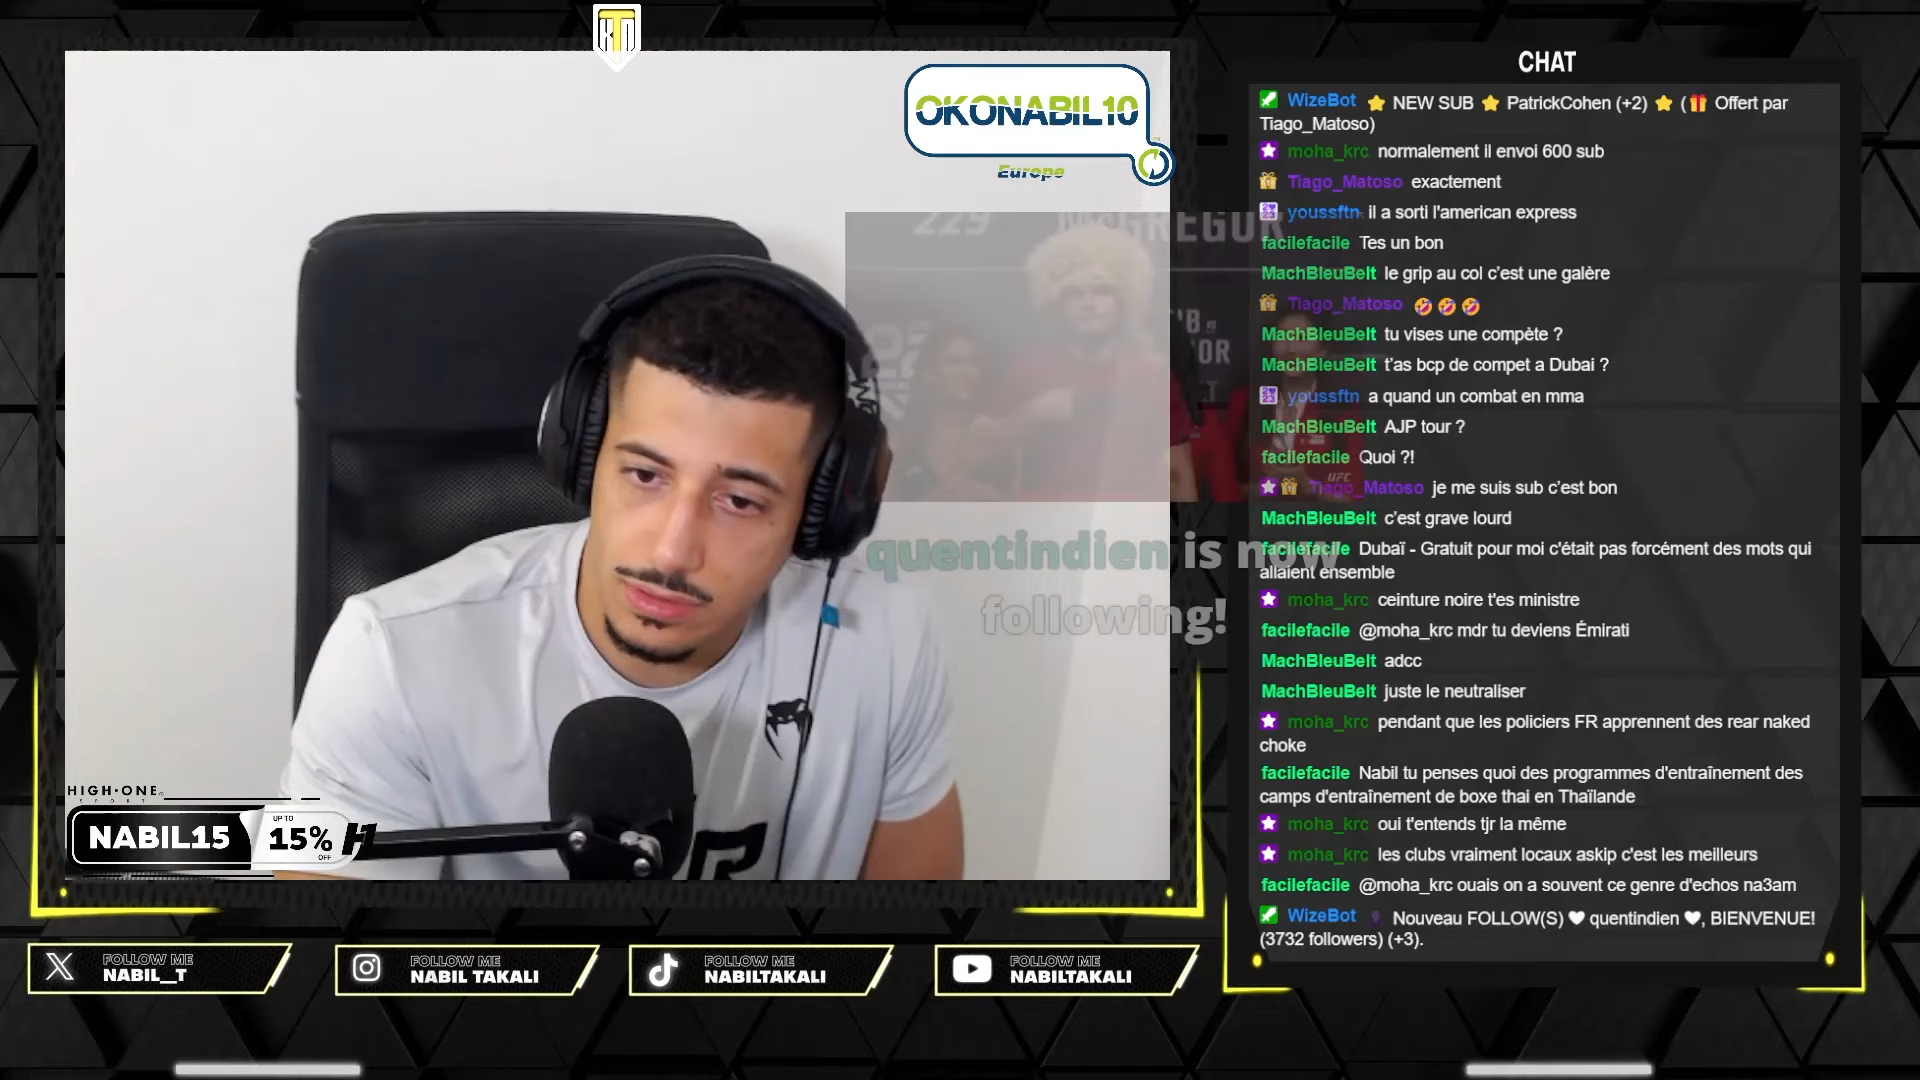 CHAT
OKONABIL10
Europe
229
McGREGOR
UFC
WizeBot ⭐ NEW SUB ⭐ PatrickCohen (+2) ⭐ (🎁 Offert par
Tiago_Matoso)
moha_krc normalement il envoi 600 sub
Tiago_Matoso exactement
youssftn il a sorti l'american express
facilefacile Tes un bon
MachBleuBelt le grip au col c'est une galère
Tiago_Matoso 🤣 🤣 🤣
MachBleuBelt tu vises une compète ?
MachBleuBelt t'as bcp de compet a Dubai ?
youssftn a quand un combat en mma
MachBleuBelt AJP tour ?
facilefacile Quoi ?!
Tiago_Matoso je me suis sub c'est bon
MachBleuBelt c'est grave lourd
facilefacile Dubaï - Gratuit pour moi c'était pas forcément des mots qui
allaient ensemble
moha_krc ceinture noire t'es ministre
facilefacile @moha_krc mdr tu deviens Émirati
MachBleuBelt adcc
MachBleuBelt juste le neutraliser
moha_krc pendant que les policiers FR apprennent des rear naked
choke
facilefacile Nabil tu penses quoi des programmes d'entraînement des
camps d'entraînement de boxe thai en Thaïlande
moha_krc oui t'entends tjr la même
moha_krc les clubs vraiment locaux askip c'est les meilleurs
facilefacile @moha_krc ouais on a souvent ce genre d'echos na3am
WizeBot Nouveau FOLLOW(S) ♥ quentindien ♥, BIENVENUE!
(3732 followers) (+3).
quentindien is now
following!
HIGH·ONE
SPORT
NABIL15
UP TO
15%
OFF
FOLLOW ME
NABIL__T
FOLLOW ME
NABIL TAKALI
FOLLOW ME
NABILTAKALI
FOLLOW ME
NABILTAKALI